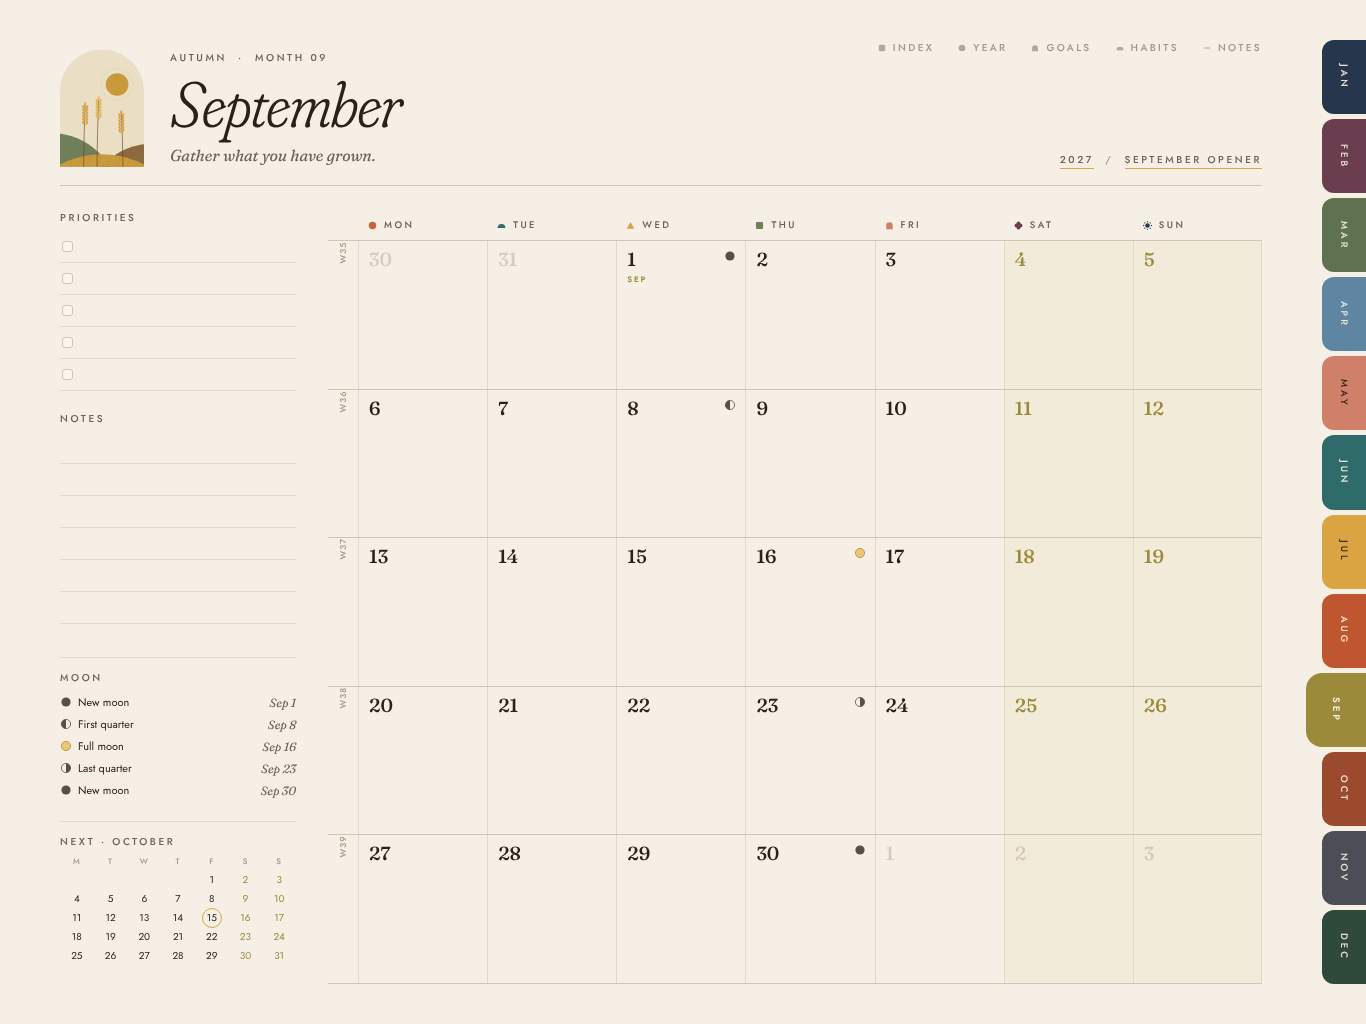 AUTUMN · MONTH 09
September
Gather what you have grown.
INDEX YEAR GOALS HABITS NOTES
2027 / SEPTEMBER OPENER
PRIORITIES
NOTES
MOON
New moon Sep 1
First quarter Sep 8
Full moon Sep 16
Last quarter Sep 23
New moon Sep 30
NEXT · OCTOBER
M T W T F S S
1 2 3
4 5 6 7 8 9 10
11 12 13 14 15 16 17
18 19 20 21 22 23 24
25 26 27 28 29 30 31
MON TUE WED THU FRI SAT SUN
W35 30 31 1 2 3 4 5
SEP
W36 6 7 8 9 10 11 12
W37 13 14 15 16 17 18 19
W38 20 21 22 23 24 25 26
W39 27 28 29 30 1 2 3
JAN
FEB
MAR
APR
MAY
JUN
JUL
AUG
SEP
OCT
NOV
DEC